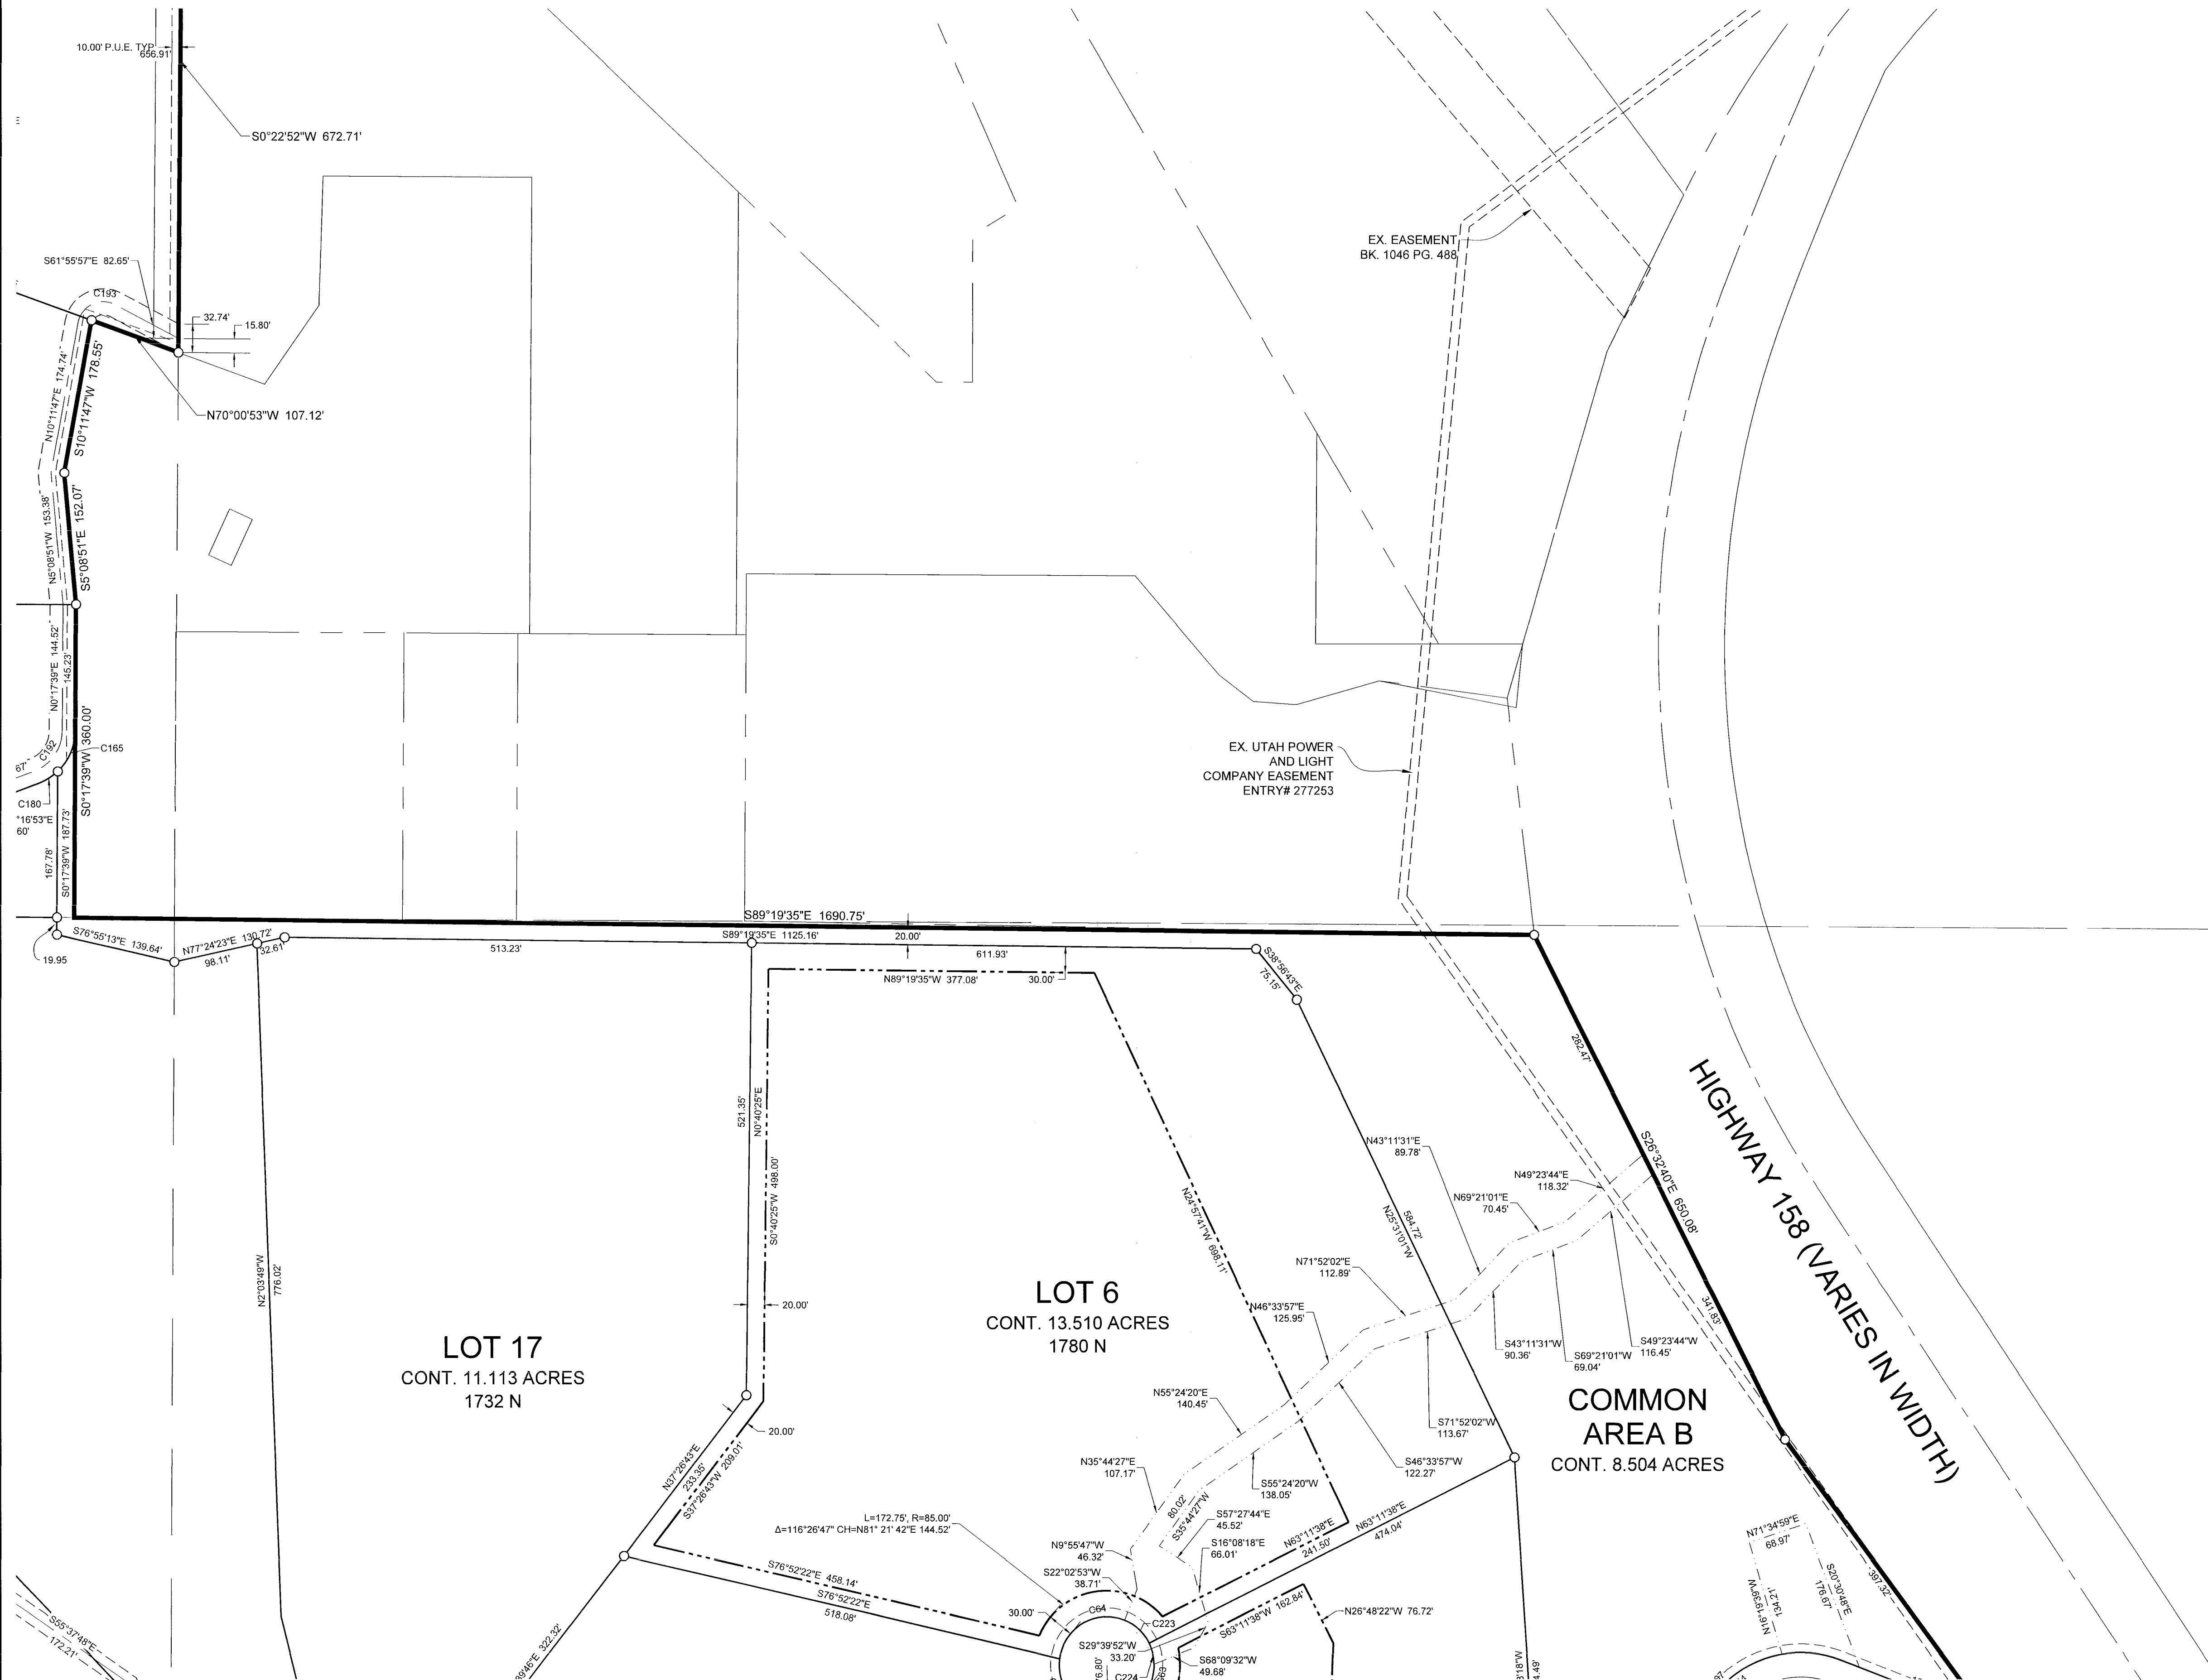 10.00' P.U.E. TYP
656.91'
S0°22'52"W 672.71'
S61°55'57"E 82.65'
C193
32.74'
15.80'
N70°00'53"W 107.12'
N10°11'47"E 174.74'
S10°11'47"W 178.55'
N5°08'51"W 153.38'
S5°08'51"E 152.07'
N0°17'39"E 144.52'
145.23'
C192
C165
67'
S0°17'39"W 360.00'
C180
°16'53"E
60'
167.78'
S0°17'39"W 187.73'
EX. EASEMENT
BK. 1046 PG. 488
EX. UTAH POWER
AND LIGHT
COMPANY EASEMENT
ENTRY# 277253
S89°19'35"E 1690.75'
S89°19'35"E 1125.16'
20.00'
S76°55'13"E 139.64'
N77°24'23"E 130.72'
98.11'
32.61'
19.95
513.23'
611.93'
N89°19'35"W 377.08'
30.00'
S38°56'43"E
75.15'
282.47'
HIGHWAY 158 (VARIES IN WIDTH)
S26°32'40"E 650.08'
341.83'
521.35'
N0°40'25"E
S0°40'25"W 498.00'
N24°57'41"W 698.11'
584.72'
N25°31'01"W
N43°11'31"E
89.78'
N49°23'44"E
118.32'
N69°21'01"E
70.45'
N71°52'02"E
112.89'
N46°33'57"E
125.95'
N2°03'49"W
776.02'
20.00'
LOT 6
CONT. 13.510 ACRES
1780 N
LOT 17
CONT. 11.113 ACRES
1732 N
S43°11'31"W
90.36'
S69°21'01"W
69.04'
S49°23'44"W
116.45'
COMMON
AREA B
CONT. 8.504 ACRES
N55°24'20"E
140.45'
S71°52'02"W
113.67'
20.00'
N37°26'43"E
233.35'
S37°26'43"W 209.01'
N35°44'27"E
107.17'
S46°33'57"W
122.27'
S55°24'20"W
138.05'
80.02'
S35°44'27"W
L=172.75', R=85.00'
Δ=116°26'47" CH=N81° 21' 42"E 144.52'
S57°27'44"E
45.52'
N63°11'38"E
241.50'
N63°11'38"E
474.04'
N9°55'47"W
46.32'
S16°08'18"E
66.01'
S22°02'53"W
38.71'
N71°34'59"E
68.97'
N16°19'39"W
134.21'
S20°30'48"E
176.67'
397.32'
S76°52'22"E 458.14'
S76°52'22"E
518.08'
30.00'
C64
C223
S63°11'38"W 162.84'
N26°48'22"W 76.72'
S29°39'52"W
33.20'
S68°09'32"W
49.68'
C224
S63
76.80'
S55°37'48"E
172.21'
39'46"E 322.32'
3'18"W
4.49'
97